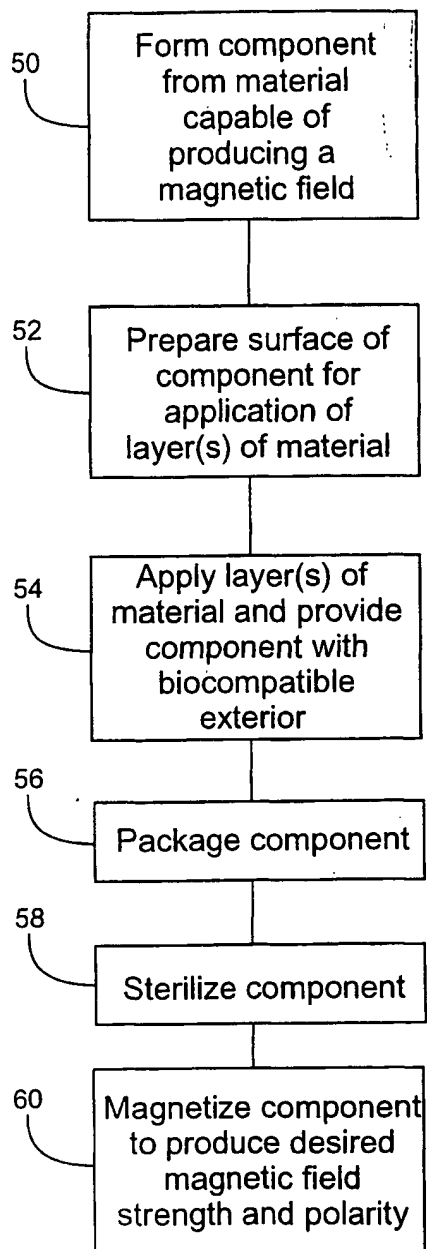 50
Form component
from material
capable of
producing a
magnetic field
52
Prepare surface of
component for
application of
layer(s) of material
54
Apply layer(s) of
material and provide
component with
biocompatible
exterior
56
Package component
58
Sterilize component
60
Magnetize component
to produce desired
magnetic field
strength and polarity